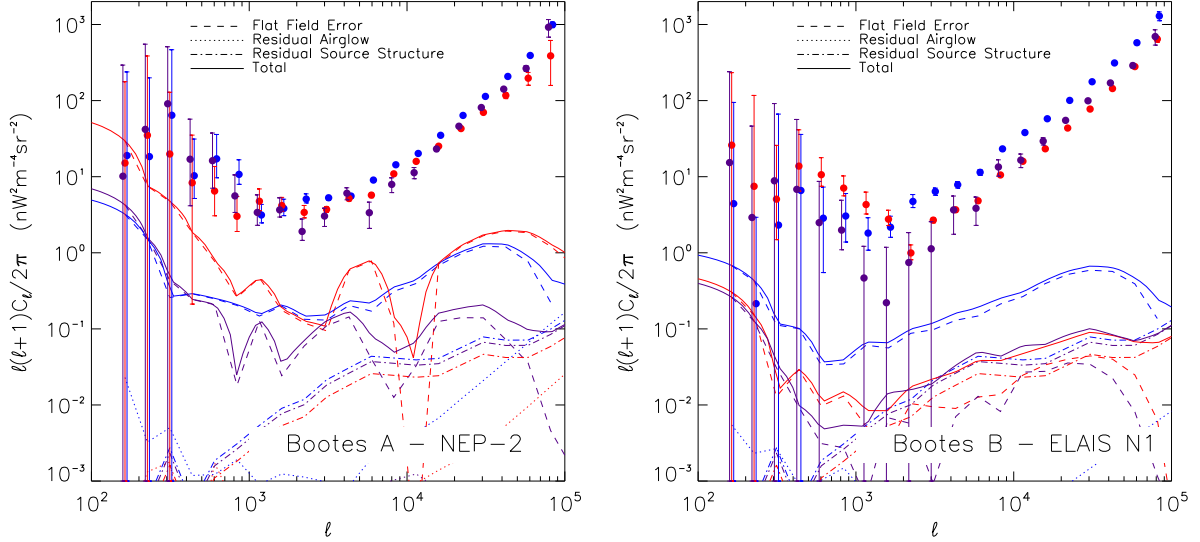 Flat Field Error
Residual Airglow
Residual Source Structure
Total
Bootes A - NEP-2
ℓ(ℓ+1)Cℓ/2π (nW²m⁻⁴sr⁻²)
10³
10²
10¹
10⁰
10⁻¹
10⁻²
10⁻³
10² 10³ 10⁴ 10⁵
ℓ
Flat Field Error
Residual Airglow
Residual Source Structure
Total
Bootes B - ELAIS N1
ℓ(ℓ+1)Cℓ/2π (nW²m⁻⁴sr⁻²)
10³
10²
10¹
10⁰
10⁻¹
10⁻²
10⁻³
10² 10³ 10⁴ 10⁵
ℓ